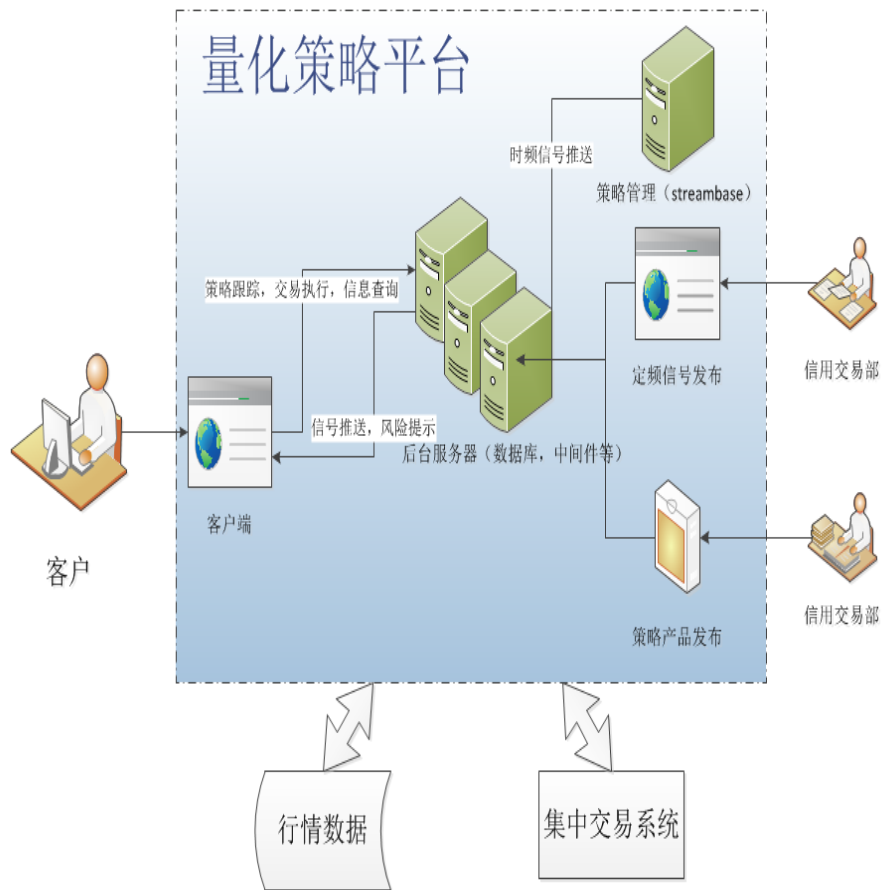 量化策略平台
时频信号推送
策略管理（streambase）
策略跟踪，交易执行，信息查询
定频信号发布
信用交易部
信号推送，风险提示
后台服务器（数据库，中间件等）
客户端
客户
策略产品发布
信用交易部
行情数据
集中交易系统